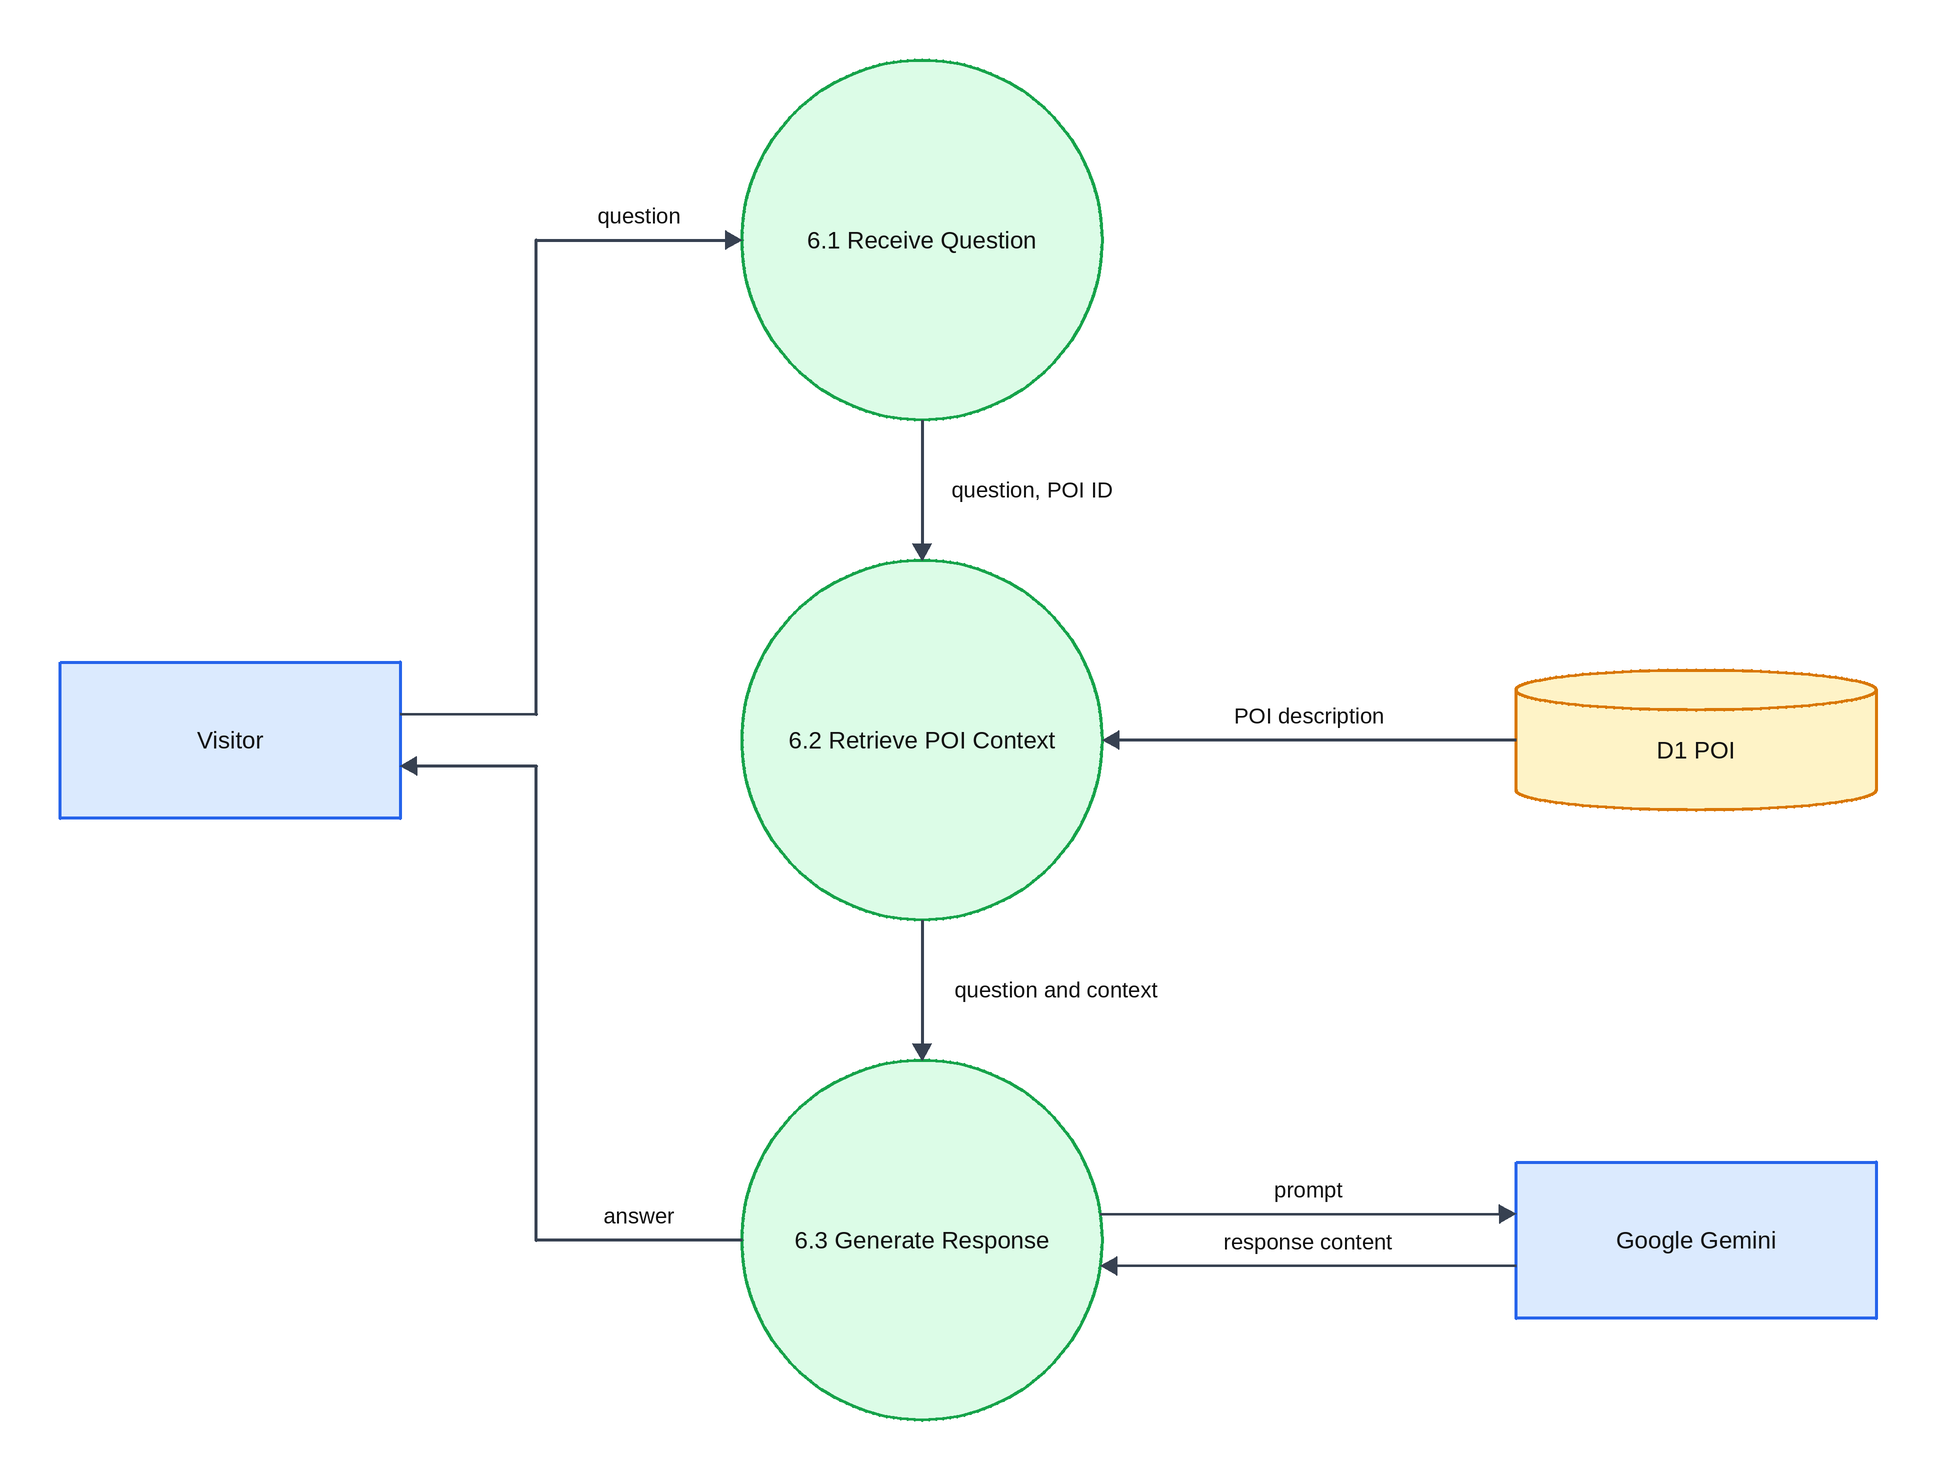 question
6.1 Receive Question
question, POI ID
Visitor
6.2 Retrieve POI Context
POI description
D1 POI
question and context
answer
6.3 Generate Response
prompt
response content
Google Gemini